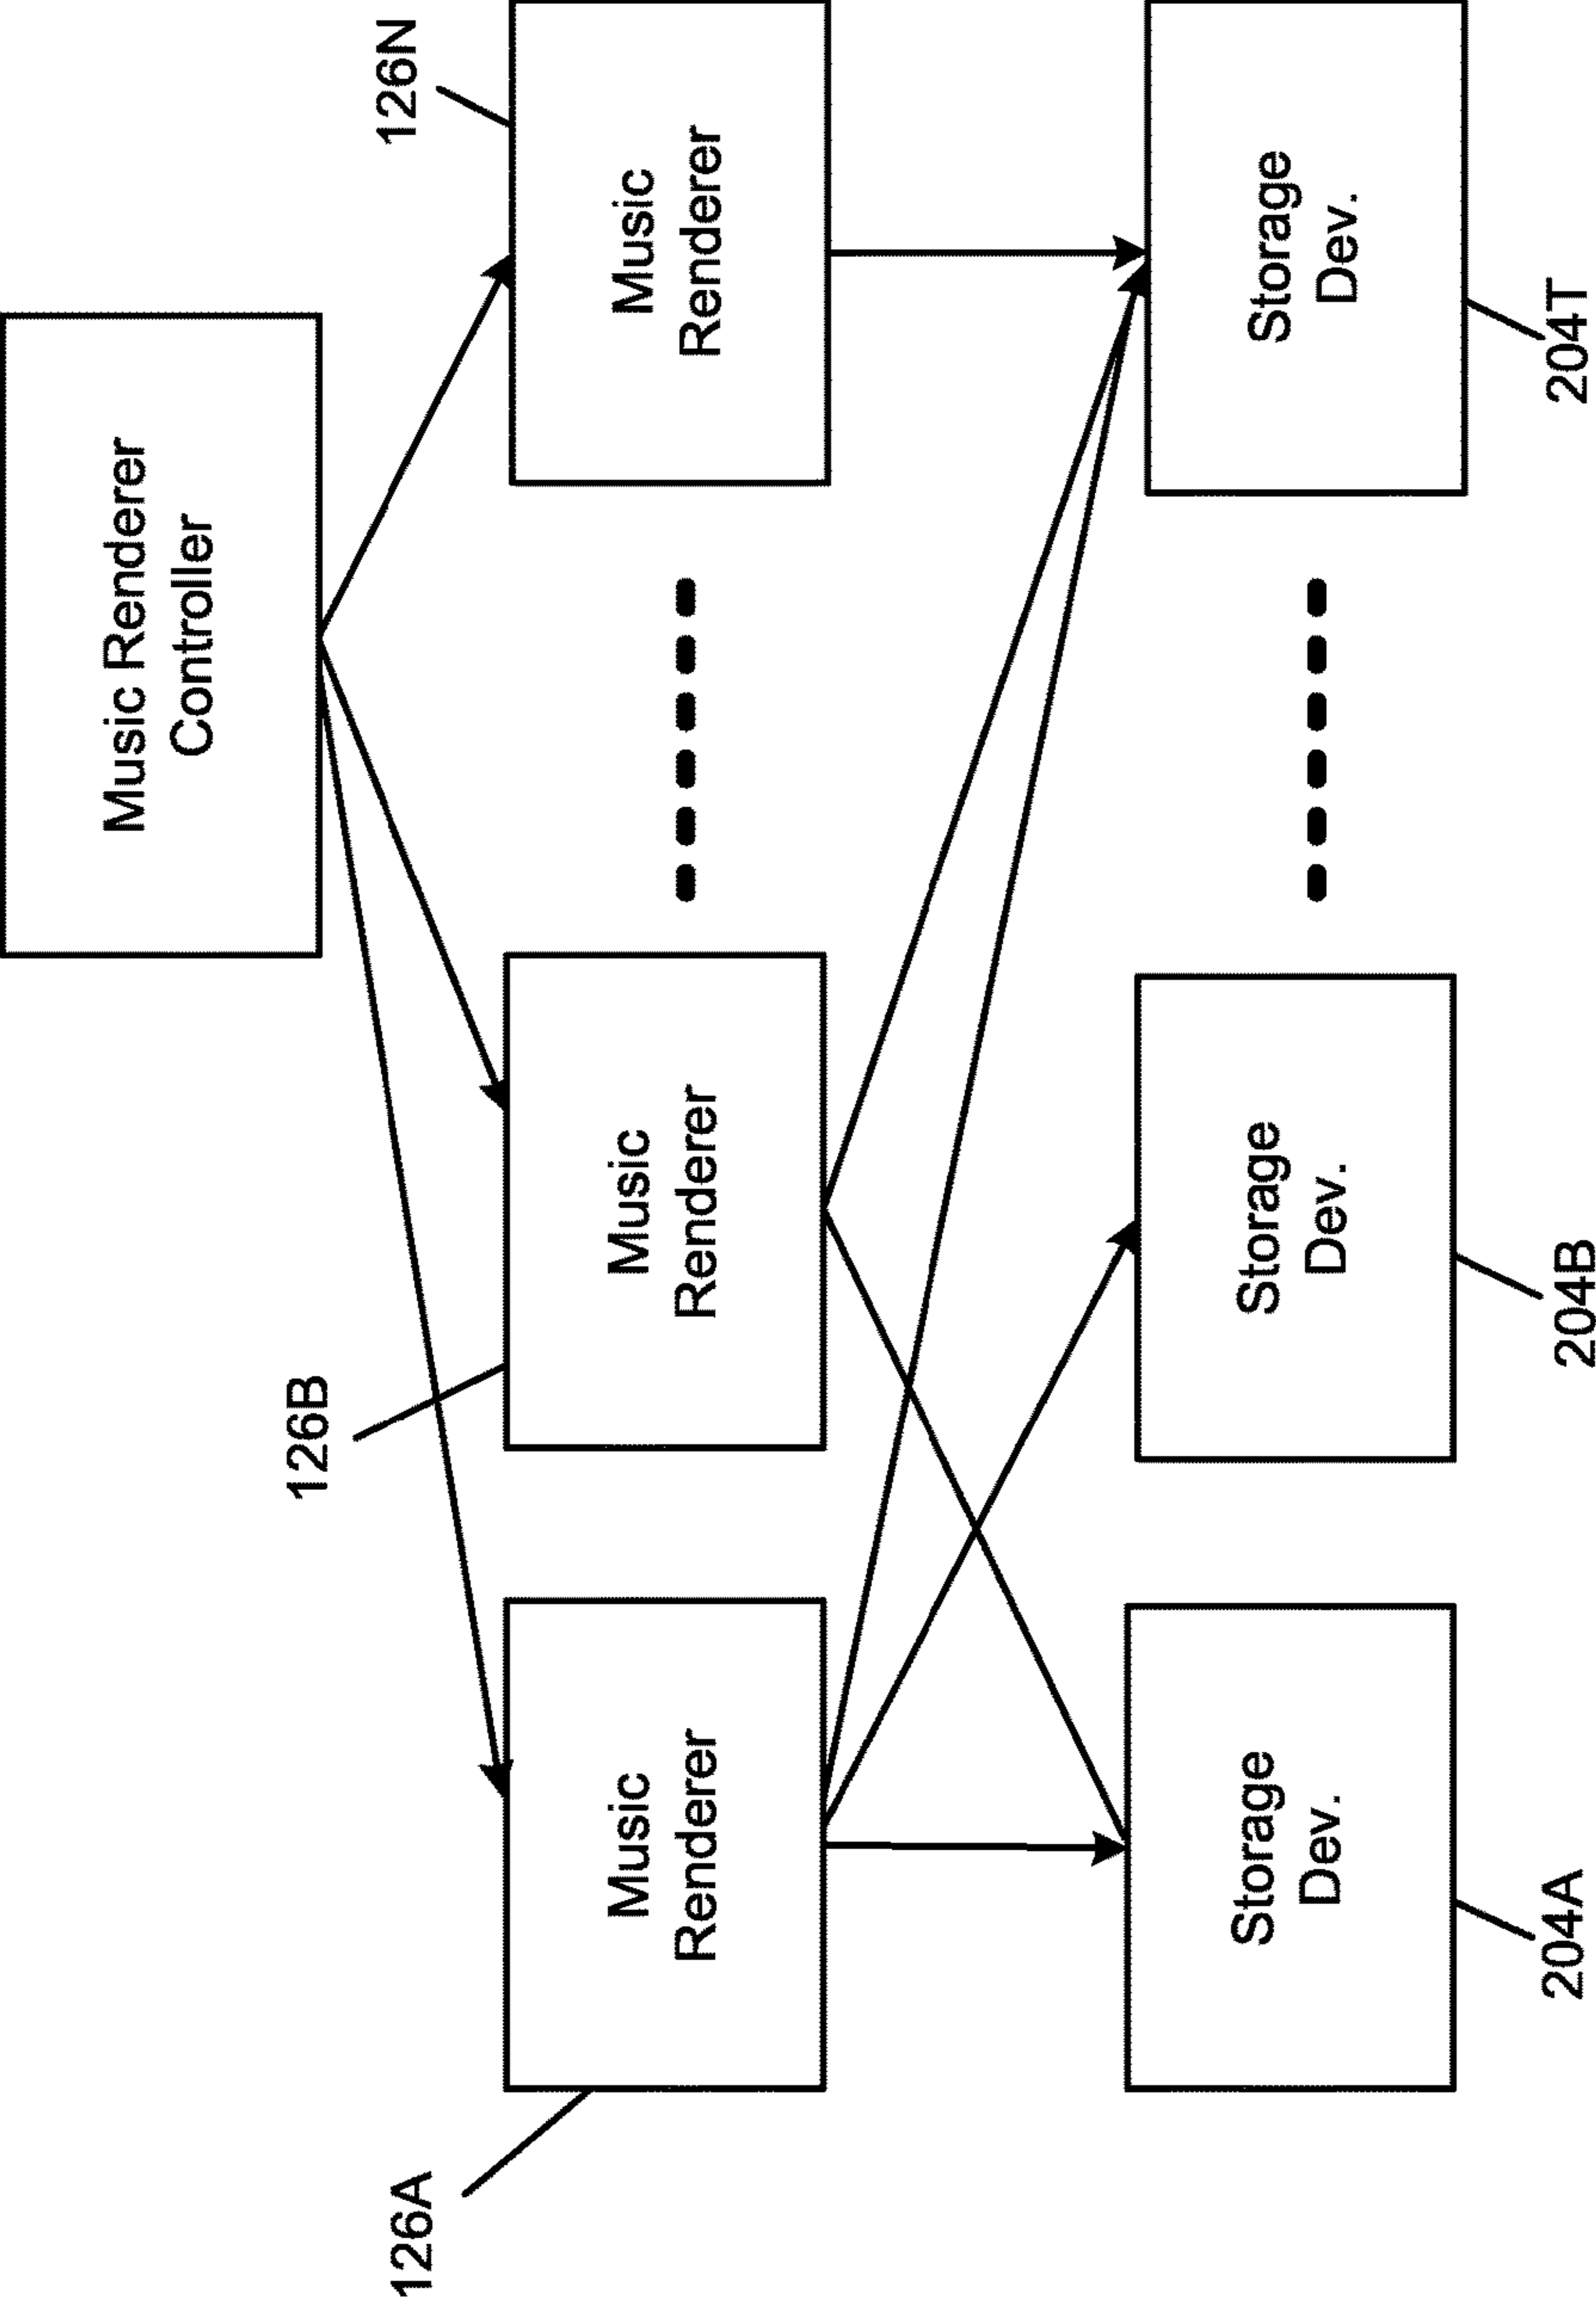 Music Renderer
Controller
126A
126B
126N
Music
Renderer
Music
Renderer
Music
Renderer
Storage
Dev.
Storage
Dev.
Storage
Dev.
204A
204B
204T